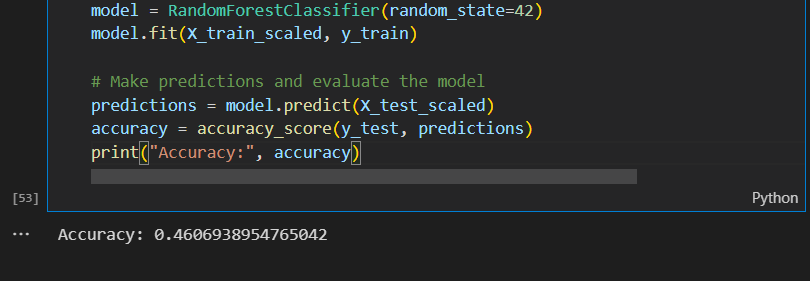 model = RandomForestClassifier(random_state=42)
model.fit(X_train_scaled, y_train)
# Make predictions and evaluate the model
predictions = model.predict(X_test_scaled)
accuracy = accuracy_score(y_test, predictions)
print("Accuracy:", accuracy)
[53]
Python
... Accuracy: 0.4606938954765042